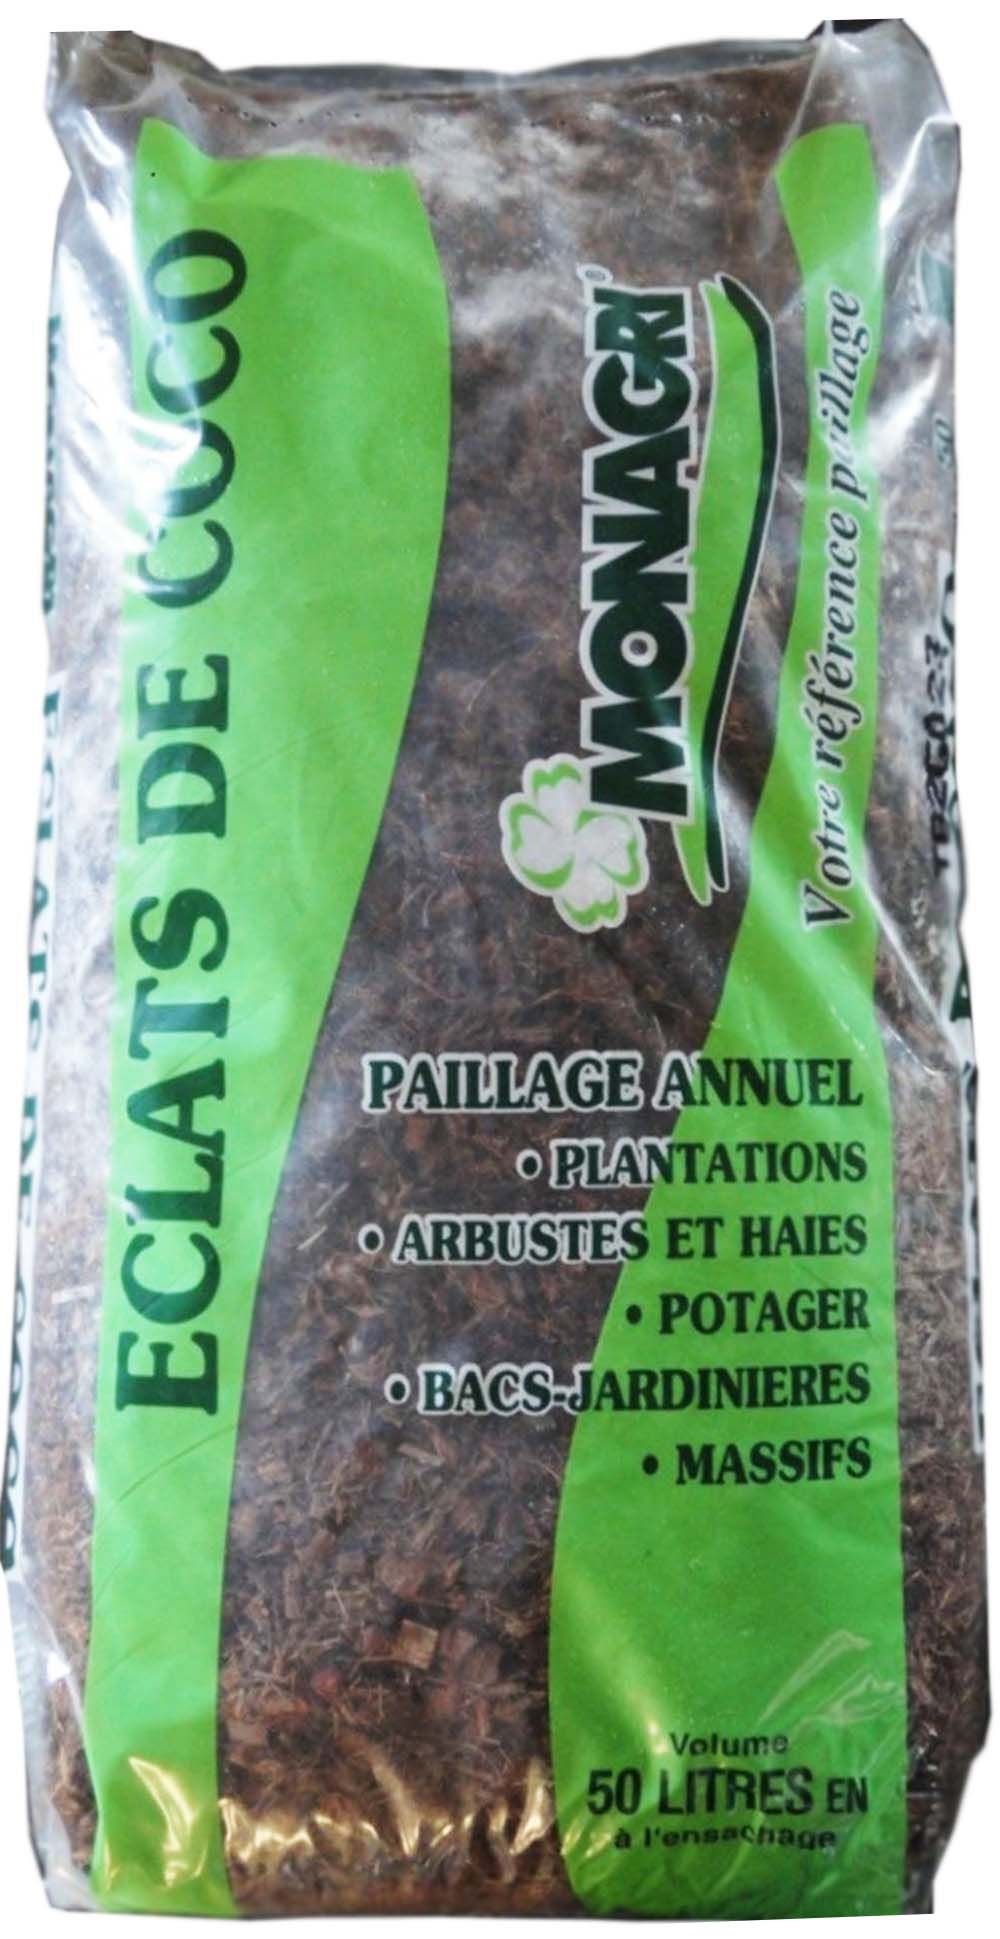 ECLATS DE COCO
MONAGRI®
Votre référence paillage
PAILLAGE ANNUEL
• PLANTATIONS
• ARBUSTES ET HAIES
• POTAGER
• BACS-JARDINIERES
• MASSIFS
Volume
50 LITRES EN
à l'ensachage